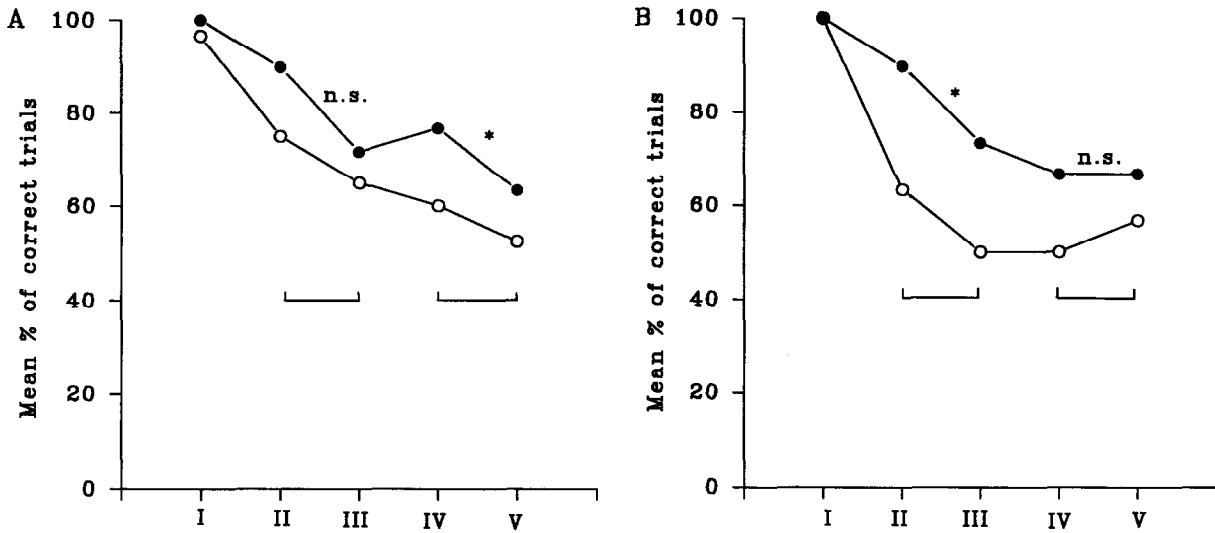 A
Mean % of correct trials
100
80
60
40
20
0
n.s.
*
I II III IV V
B
Mean % of correct trials
100
80
60
40
20
0
*
n.s.
I II III IV V